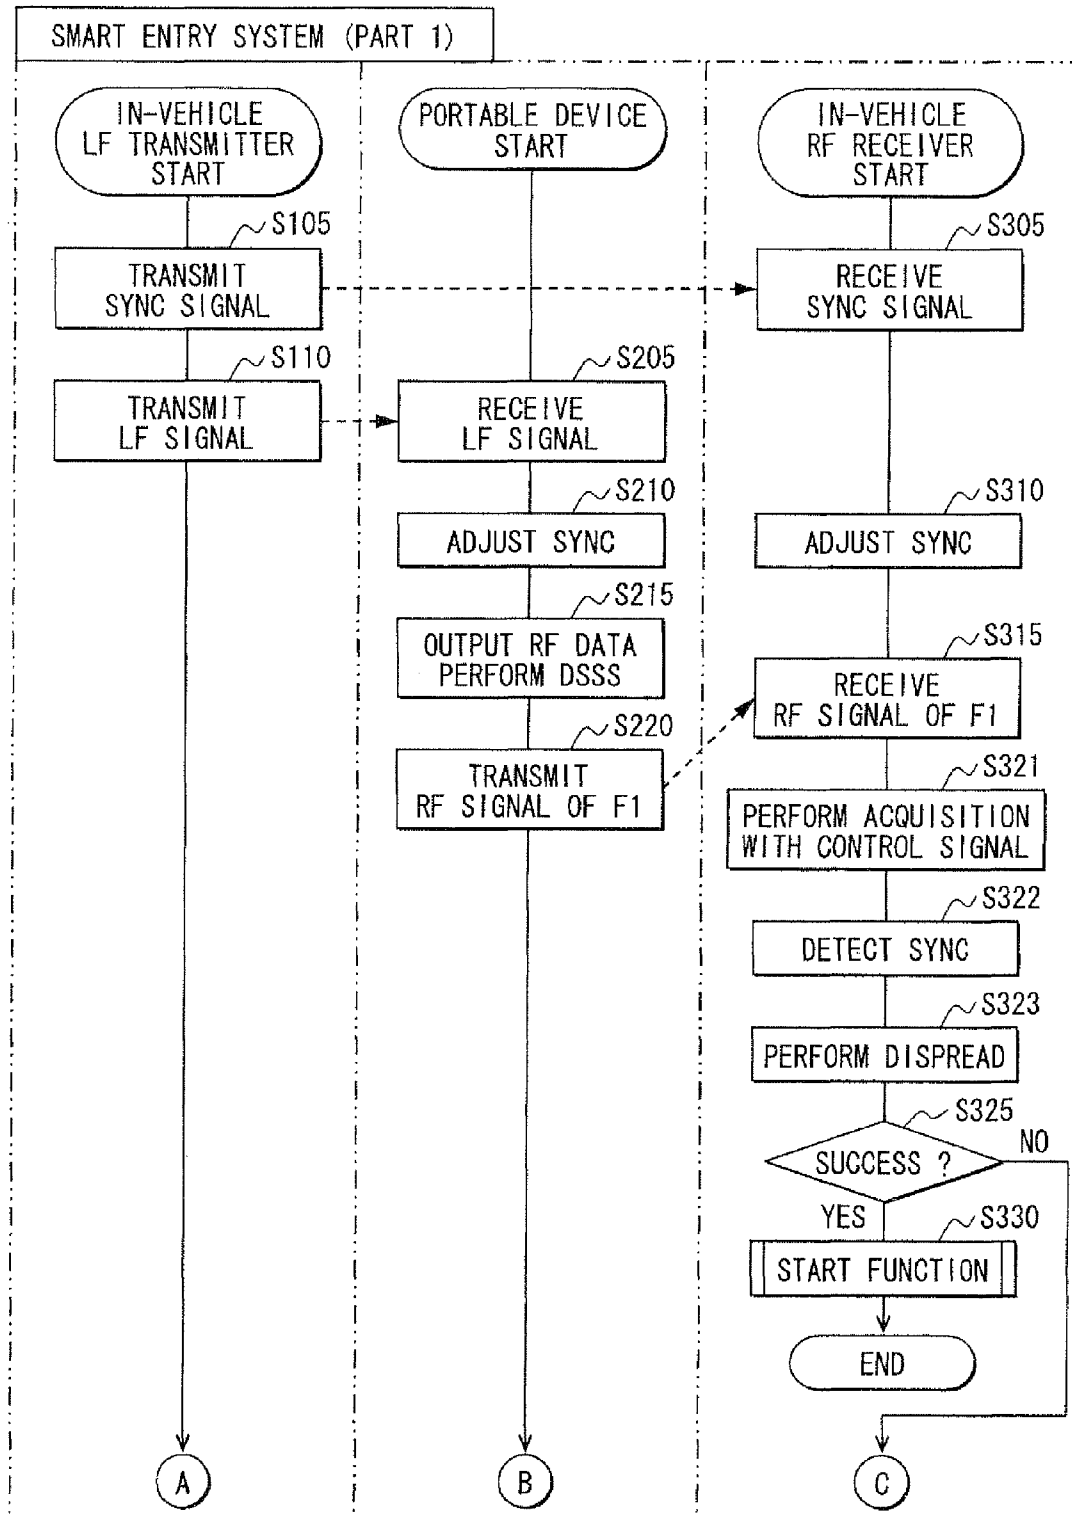 SMART ENTRY SYSTEM (PART 1)
IN-VEHICLE
LF TRANSMITTER
START
S105
TRANSMIT
SYNC SIGNAL
S110
TRANSMIT
LF SIGNAL
A
PORTABLE DEVICE
START
S205
RECEIVE
LF SIGNAL
S210
ADJUST SYNC
S215
OUTPUT RF DATA
PERFORM DSSS
S220
TRANSMIT
RF SIGNAL OF F1
B
IN-VEHICLE
RF RECEIVER
START
S305
RECEIVE
SYNC SIGNAL
S310
ADJUST SYNC
S315
RECEIVE
RF SIGNAL OF F1
S321
PERFORM ACQUISITION
WITH CONTROL SIGNAL
S322
DETECT SYNC
S323
PERFORM DISPREAD
S325
SUCCESS ?
NO
YES
S330
START FUNCTION
END
C